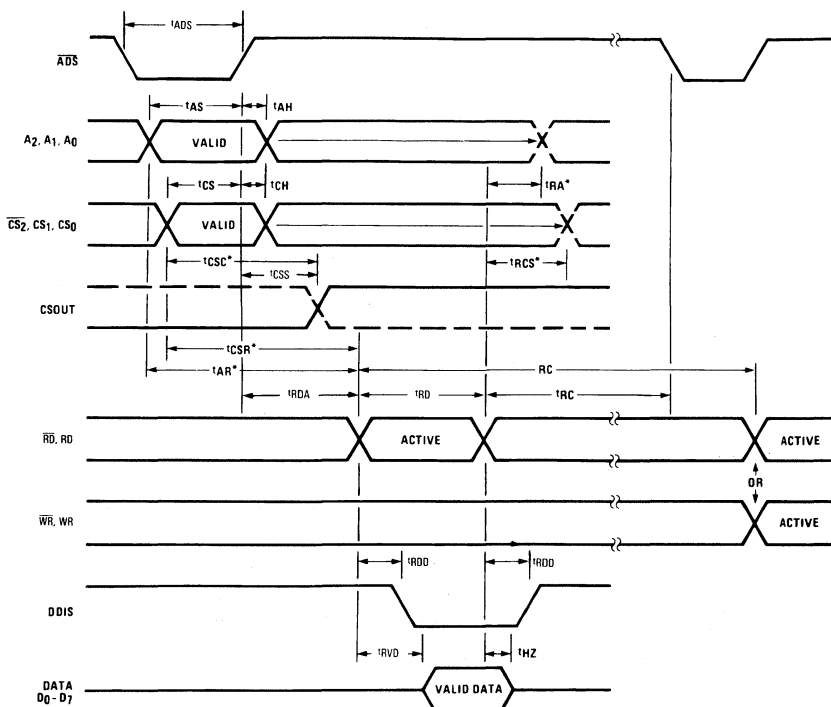 tADS
ADS
tAS tAH
A2, A1, A0 VALID
tRA*
tCS tCH
CS2, CS1, CS0 VALID
tCSC* tRCS*
tCSS
CSOUT
tCSR*
tAR* RC
tRDA tRD tRC
RD, RD ACTIVE ACTIVE
OR
WR, WR ACTIVE
tRDD tRDD
DDIS
tRVD tHZ
DATA
D0-D7 VALID DATA